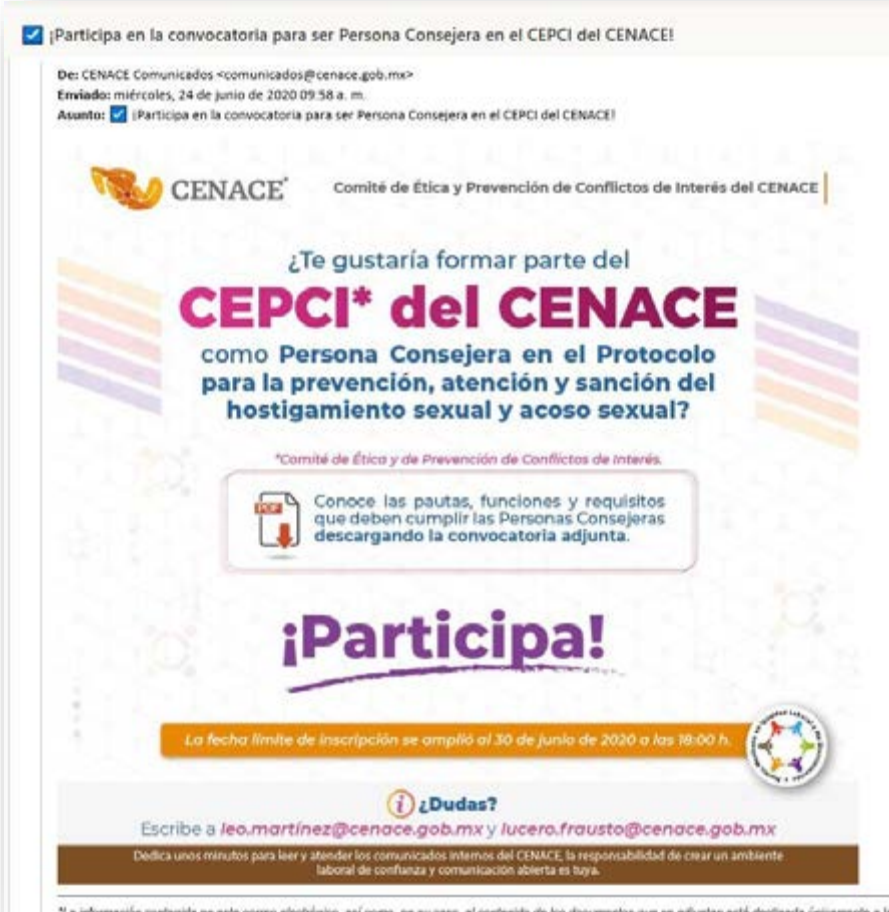 ¡Participa en la convocatoria para ser Persona Consejera en el CEPCI del CENACE!
De: CENACE Comunicados <comunicados@cenace.gob.mx>
Enviado: miércoles, 24 de junio de 2020 09:58 a. m.
Asunto: ¡Participa en la convocatoria para ser Persona Consejera en el CEPCI del CENACE!
CENACE
Comité de Ética y Prevención de Conflictos de Interés del CENACE
¿Te gustaría formar parte del
CEPCI* del CENACE
como Persona Consejera en el Protocolo
para la prevención, atención y sanción del
hostigamiento sexual y acoso sexual?
*Comité de Ética y de Prevención de Conflictos de Interés.
PDF
Conoce las pautas, funciones y requisitos
que deben cumplir las Personas Consejeras
descargando la convocatoria adjunta.
¡Participa!
La fecha límite de inscripción se amplió al 30 de junio de 2020 a las 18:00 h.
i ¿Dudas?
Escribe a leo.martínez@cenace.gob.mx y lucero.frausto@cenace.gob.mx
Dedica unos minutos para leer y atender los comunicados internos del CENACE, la responsabilidad de crear un ambiente
laboral de confianza y comunicación abierta es tuya.